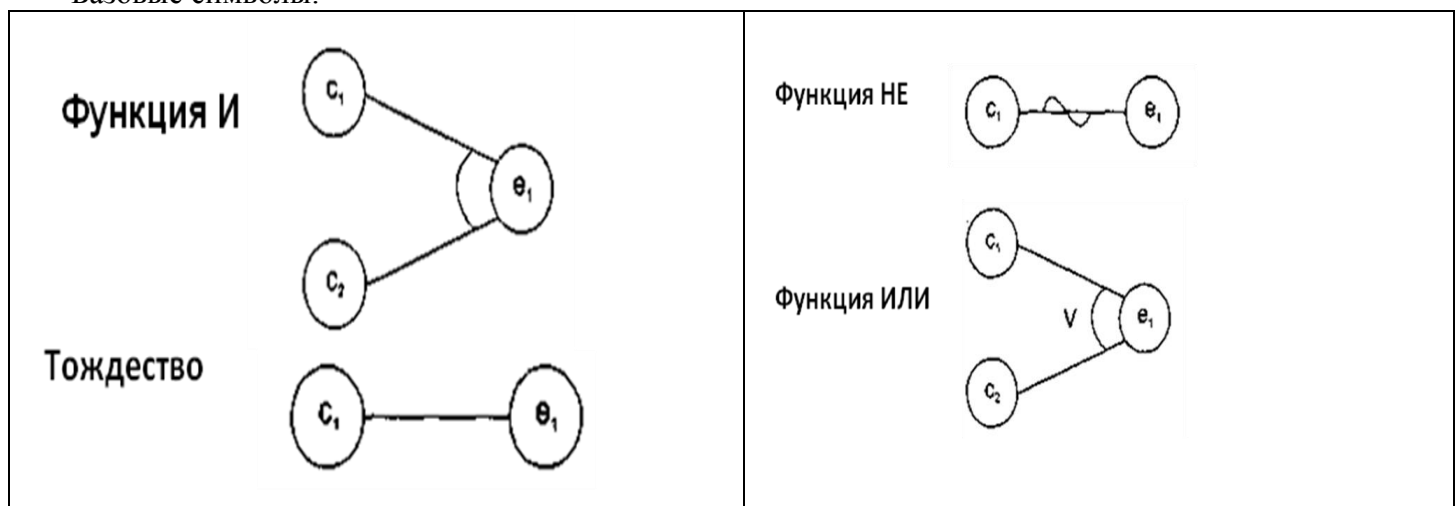 Базовые символы:
Функция И
C₁
C₂
e₁
Тождество
C₁
e₁
Функция НЕ
C₁
e₁
Функция ИЛИ
C₁
V
C₂
e₁